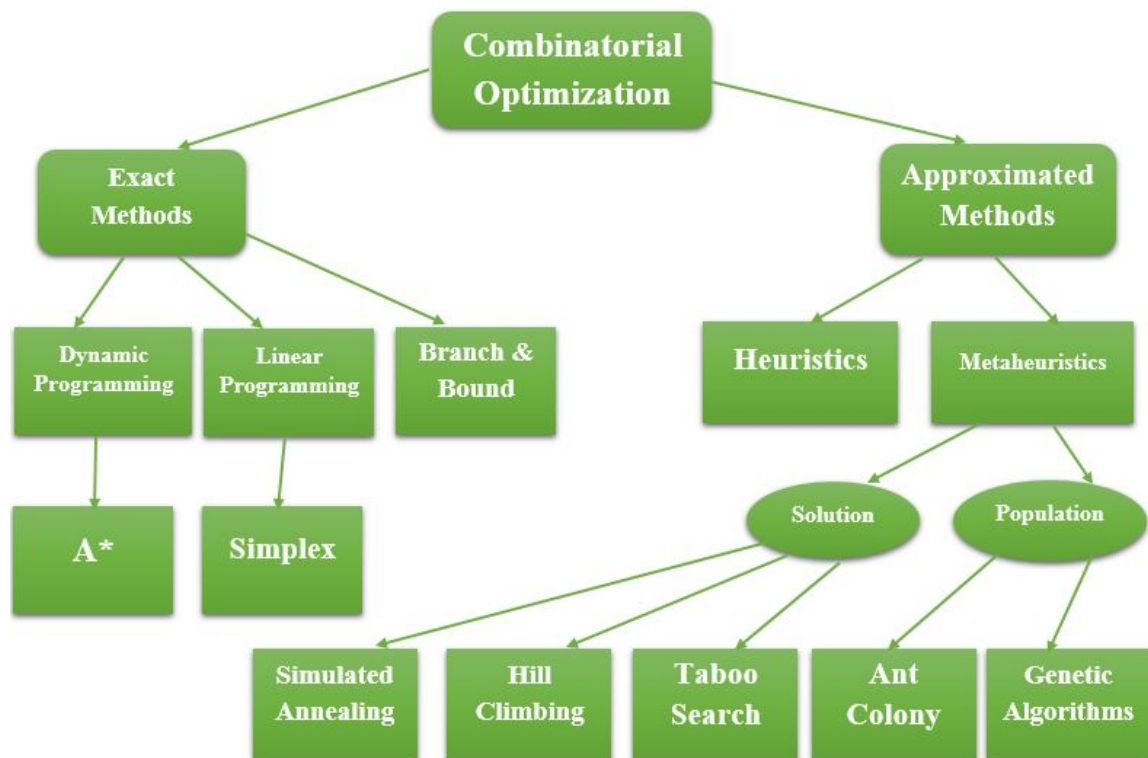 Combinatorial
Optimization
Exact
Methods
Approximated
Methods
Dynamic
Programming
Linear
Programming
Branch &
Bound
Heuristics
Metaheuristics
A*
Simplex
Solution
Population
Simulated
Annealing
Hill
Climbing
Taboo
Search
Ant
Colony
Genetic
Algorithms